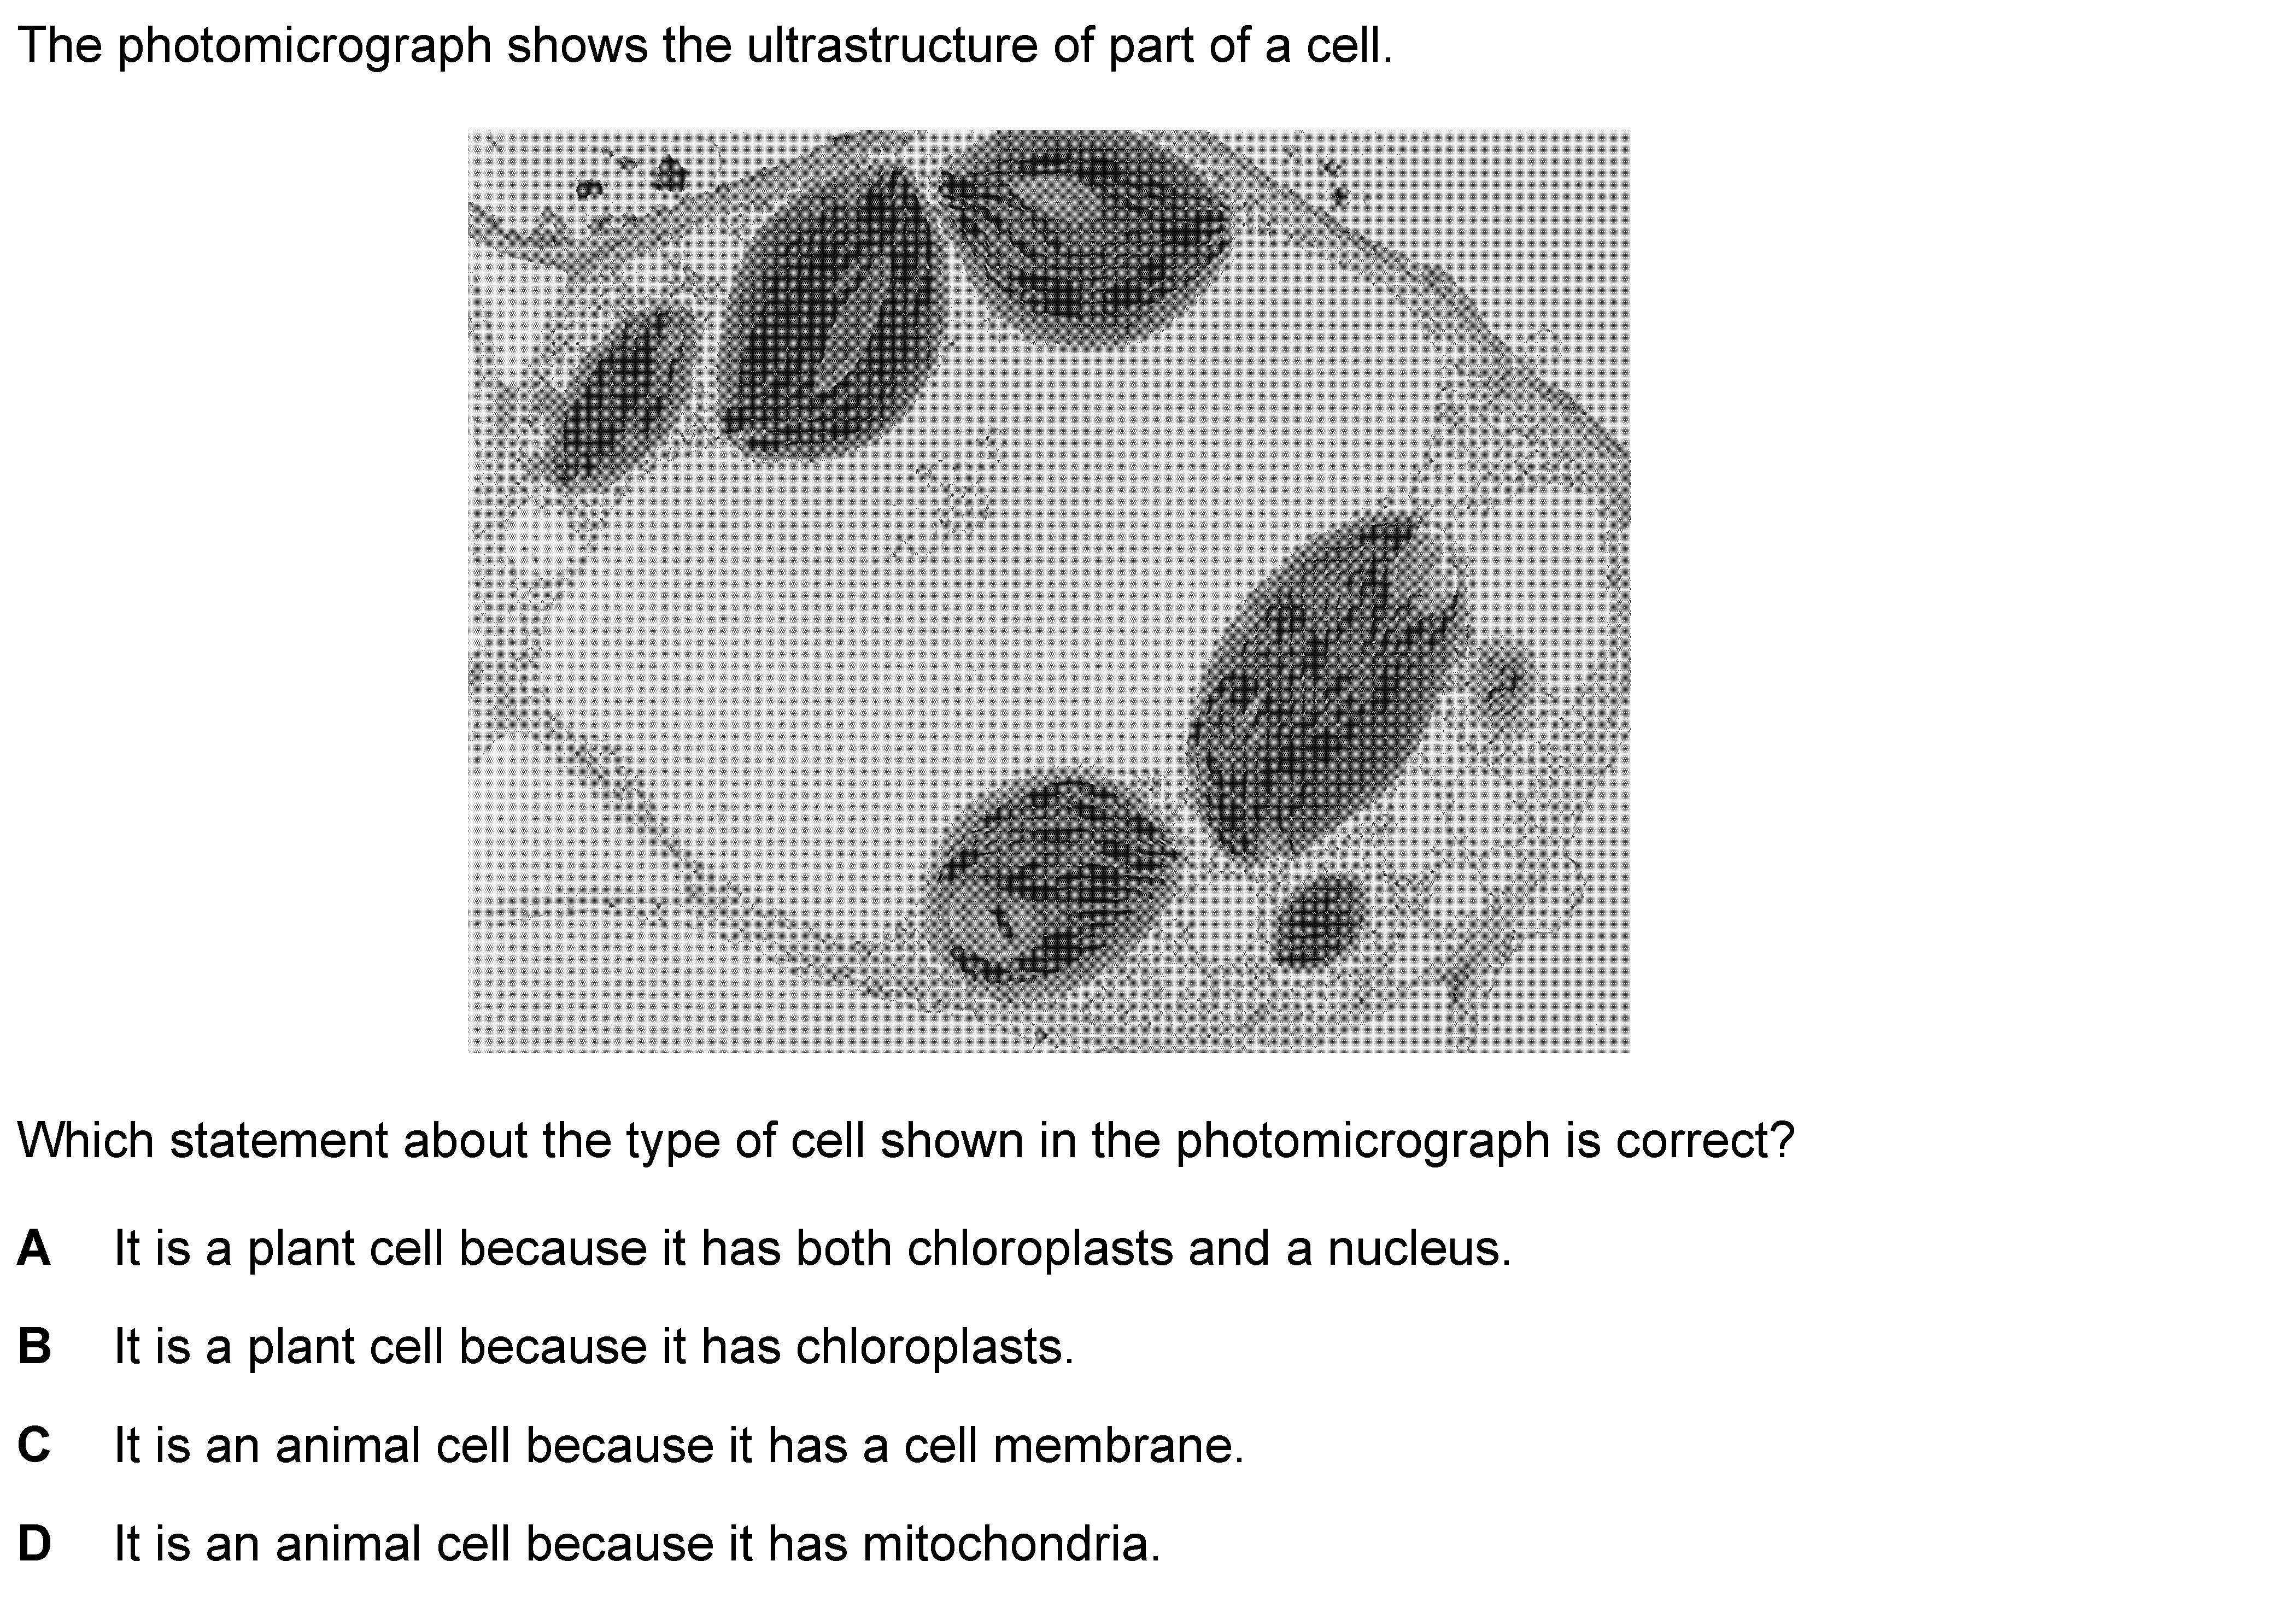 The photomicrograph shows the ultrastructure of part of a cell.
Which statement about the type of cell shown in the photomicrograph is correct?
A It is a plant cell because it has both chloroplasts and a nucleus.
B It is a plant cell because it has chloroplasts.
C It is an animal cell because it has a cell membrane.
D It is an animal cell because it has mitochondria.